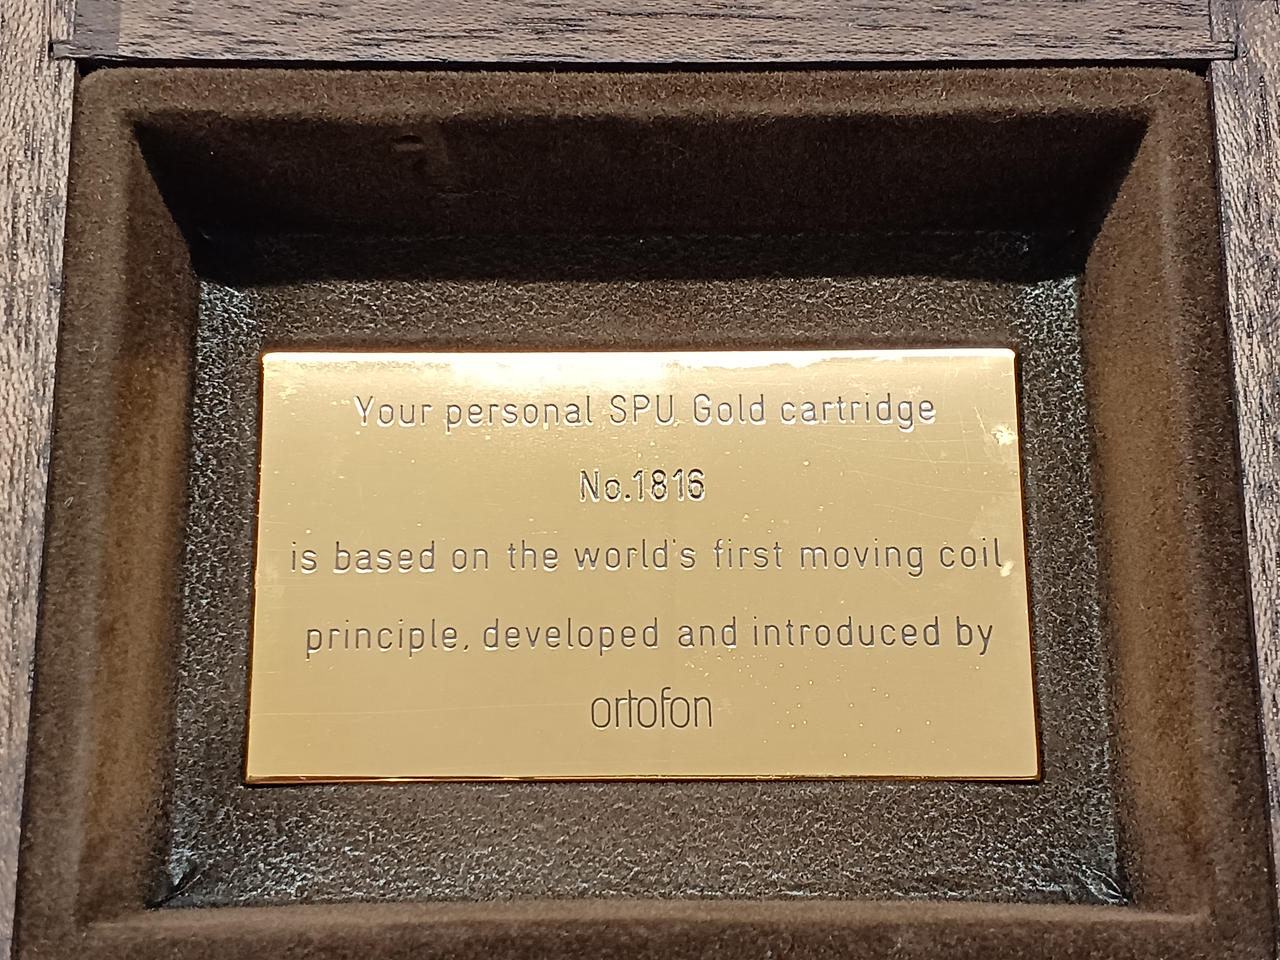 Your personal SPU Gold cartridge
No.1816
is based on the world's first moving coil
principle, developed and introduced by
ortofon